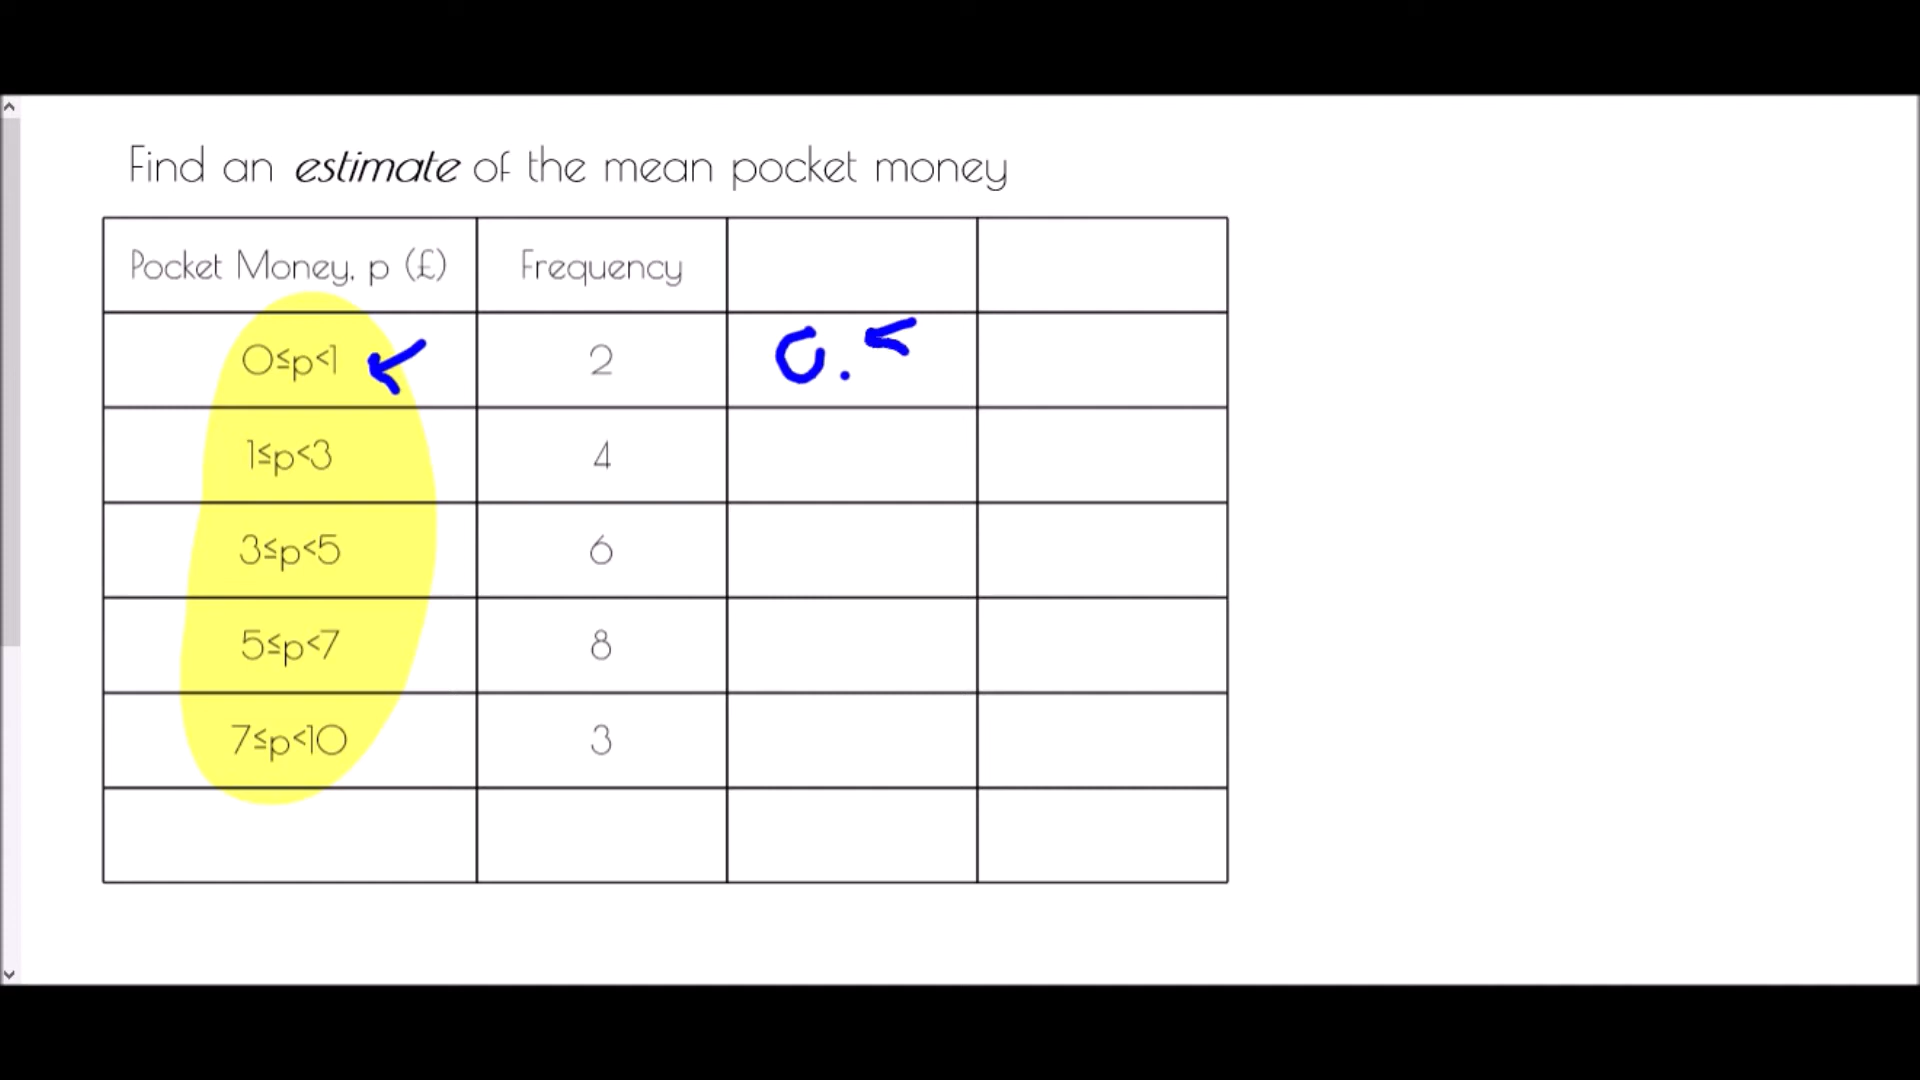 Find an estimate of the mean pocket money
Pocket Money, p (£) Frequency
0≤p<1 2 0.
1≤p<3 4
3≤p<5 6
5≤p<7 8
7≤p<10 3